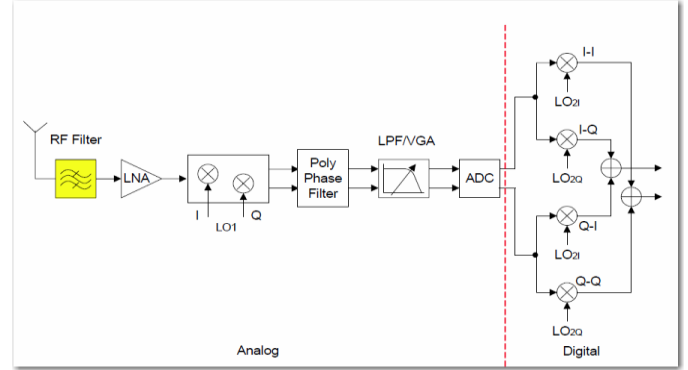 RF Filter
LNA
I
LO1
Q
Poly
Phase
Filter
LPF/VGA
ADC
I-I
LO2I
I-Q
LO2Q
Q-I
LO2I
Q-Q
LO2Q
Analog
Digital